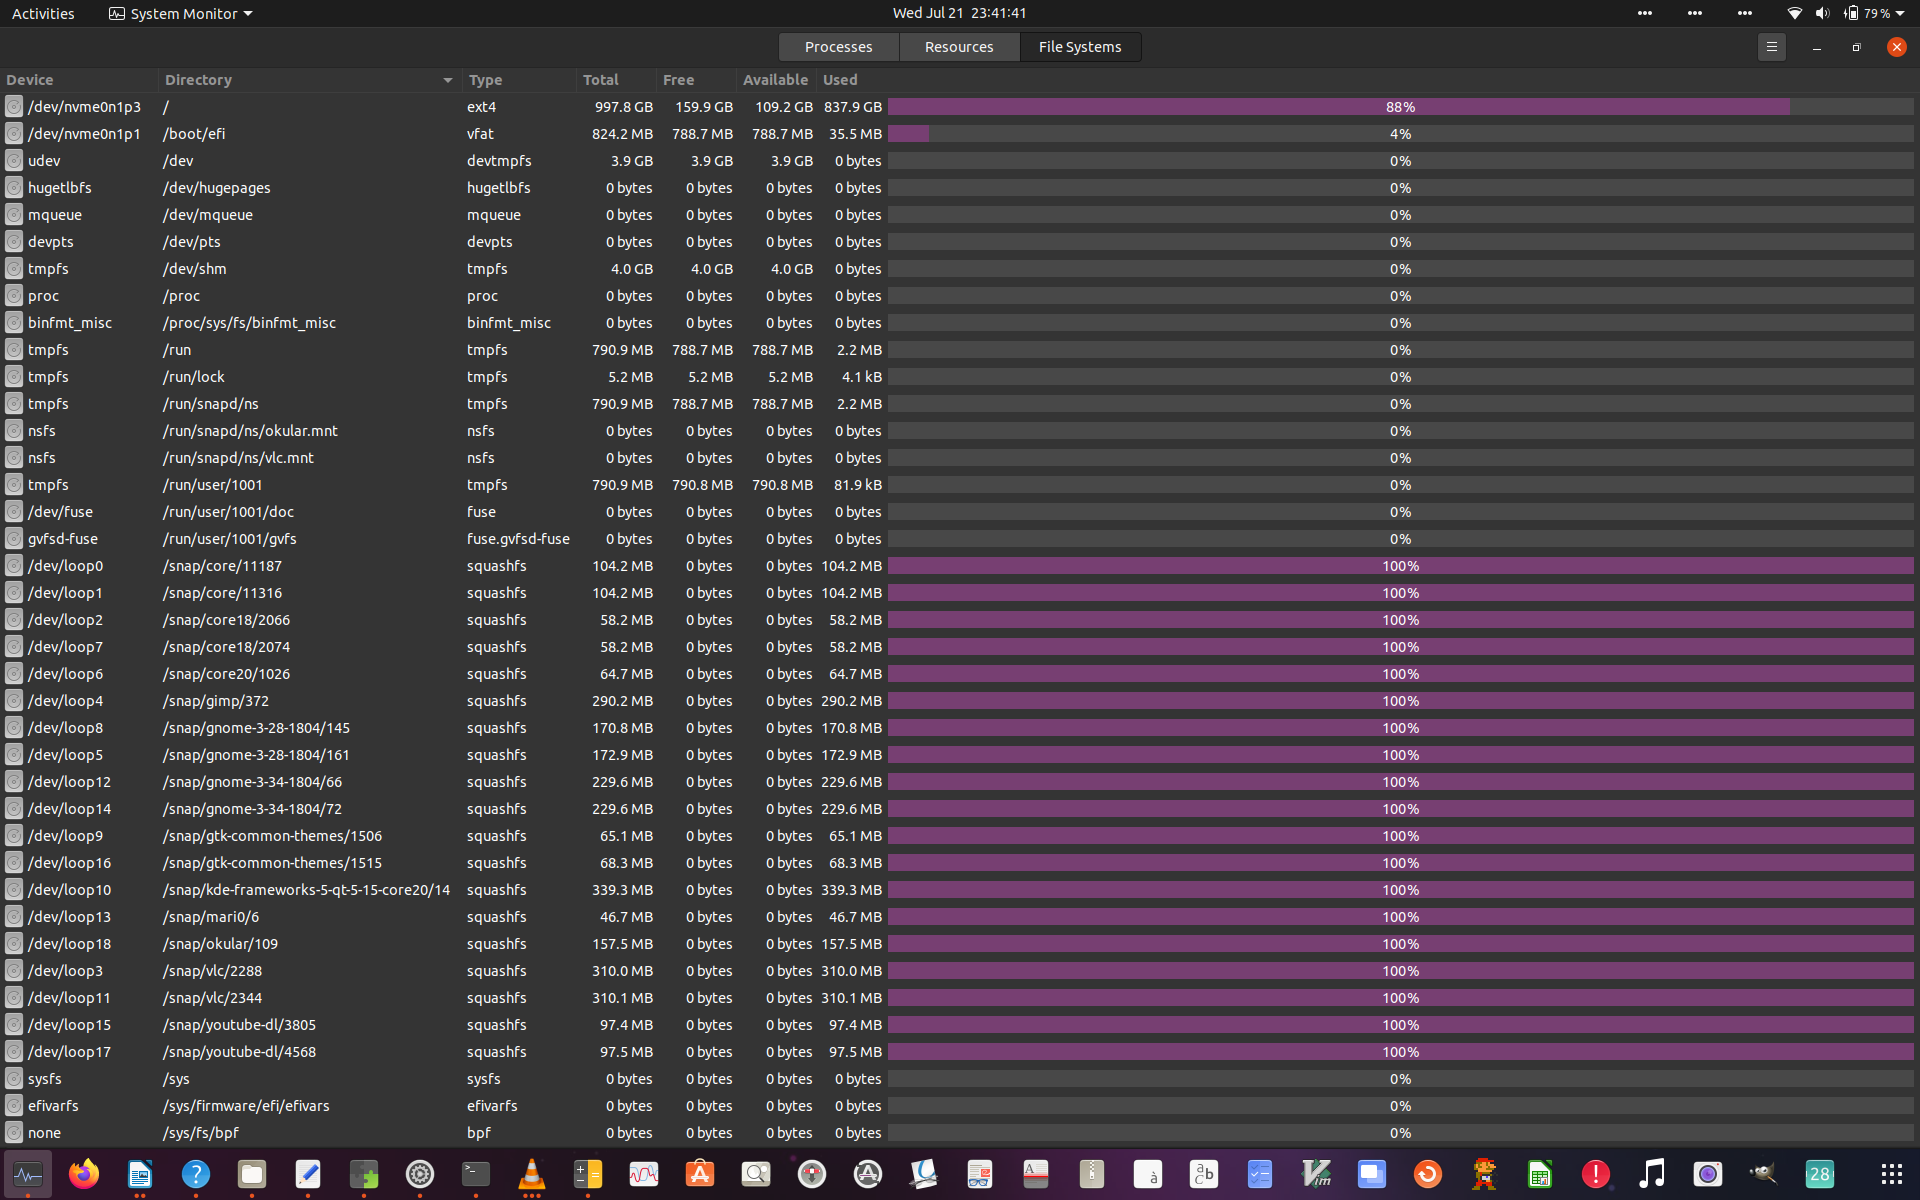 Activities System Monitor Wed Jul 21 23:41:41 79 %
Processes Resources File Systems
Device Directory Type Total Free Available Used
/dev/nvme0n1p3 / ext4 997.8 GB 159.9 GB 109.2 GB 837.9 GB 88%
/dev/nvme0n1p1 /boot/efi vfat 824.2 MB 788.7 MB 788.7 MB 35.5 MB 4%
udev /dev devtmpfs 3.9 GB 3.9 GB 3.9 GB 0 bytes 0%
hugetlbfs /dev/hugepages hugetlbfs 0 bytes 0 bytes 0 bytes 0 bytes 0%
mqueue /dev/mqueue mqueue 0 bytes 0 bytes 0 bytes 0 bytes 0%
devpts /dev/pts devpts 0 bytes 0 bytes 0 bytes 0 bytes 0%
tmpfs /dev/shm tmpfs 4.0 GB 4.0 GB 4.0 GB 0 bytes 0%
proc /proc proc 0 bytes 0 bytes 0 bytes 0 bytes 0%
binfmt_misc /proc/sys/fs/binfmt_misc binfmt_misc 0 bytes 0 bytes 0 bytes 0 bytes 0%
tmpfs /run tmpfs 790.9 MB 788.7 MB 788.7 MB 2.2 MB 0%
tmpfs /run/lock tmpfs 5.2 MB 5.2 MB 5.2 MB 4.1 kB 0%
tmpfs /run/snapd/ns tmpfs 790.9 MB 788.7 MB 788.7 MB 2.2 MB 0%
nsfs /run/snapd/ns/okular.mnt nsfs 0 bytes 0 bytes 0 bytes 0 bytes 0%
nsfs /run/snapd/ns/vlc.mnt nsfs 0 bytes 0 bytes 0 bytes 0 bytes 0%
tmpfs /run/user/1001 tmpfs 790.9 MB 790.8 MB 790.8 MB 81.9 kB 0%
/dev/fuse /run/user/1001/doc fuse 0 bytes 0 bytes 0 bytes 0 bytes 0%
gvfsd-fuse /run/user/1001/gvfs fuse.gvfsd-fuse 0 bytes 0 bytes 0 bytes 0 bytes 0%
/dev/loop0 /snap/core/11187 squashfs 104.2 MB 0 bytes 0 bytes 104.2 MB 100%
/dev/loop1 /snap/core/11316 squashfs 104.2 MB 0 bytes 0 bytes 104.2 MB 100%
/dev/loop2 /snap/core18/2066 squashfs 58.2 MB 0 bytes 0 bytes 58.2 MB 100%
/dev/loop7 /snap/core18/2074 squashfs 58.2 MB 0 bytes 0 bytes 58.2 MB 100%
/dev/loop6 /snap/core20/1026 squashfs 64.7 MB 0 bytes 0 bytes 64.7 MB 100%
/dev/loop4 /snap/gimp/372 squashfs 290.2 MB 0 bytes 0 bytes 290.2 MB 100%
/dev/loop8 /snap/gnome-3-28-1804/145 squashfs 170.8 MB 0 bytes 0 bytes 170.8 MB 100%
/dev/loop5 /snap/gnome-3-28-1804/161 squashfs 172.9 MB 0 bytes 0 bytes 172.9 MB 100%
/dev/loop12 /snap/gnome-3-34-1804/66 squashfs 229.6 MB 0 bytes 0 bytes 229.6 MB 100%
/dev/loop14 /snap/gnome-3-34-1804/72 squashfs 229.6 MB 0 bytes 0 bytes 229.6 MB 100%
/dev/loop9 /snap/gtk-common-themes/1506 squashfs 65.1 MB 0 bytes 0 bytes 65.1 MB 100%
/dev/loop16 /snap/gtk-common-themes/1515 squashfs 68.3 MB 0 bytes 0 bytes 68.3 MB 100%
/dev/loop10 /snap/kde-frameworks-5-qt-5-15-core20/14 squashfs 339.3 MB 0 bytes 0 bytes 339.3 MB 100%
/dev/loop13 /snap/mari0/6 squashfs 46.7 MB 0 bytes 0 bytes 46.7 MB 100%
/dev/loop18 /snap/okular/109 squashfs 157.5 MB 0 bytes 0 bytes 157.5 MB 100%
/dev/loop3 /snap/vlc/2288 squashfs 310.0 MB 0 bytes 0 bytes 310.0 MB 100%
/dev/loop11 /snap/vlc/2344 squashfs 310.1 MB 0 bytes 0 bytes 310.1 MB 100%
/dev/loop15 /snap/youtube-dl/3805 squashfs 97.4 MB 0 bytes 0 bytes 97.4 MB 100%
/dev/loop17 /snap/youtube-dl/4568 squashfs 97.5 MB 0 bytes 0 bytes 97.5 MB 100%
sysfs /sys sysfs 0 bytes 0 bytes 0 bytes 0 bytes 0%
efivarfs /sys/firmware/efi/efivars efivarfs 0 bytes 0 bytes 0 bytes 0 bytes 0%
none /sys/fs/bpf bpf 0 bytes 0 bytes 0 bytes 0 bytes 0%
? A à a b c Vim ! 28